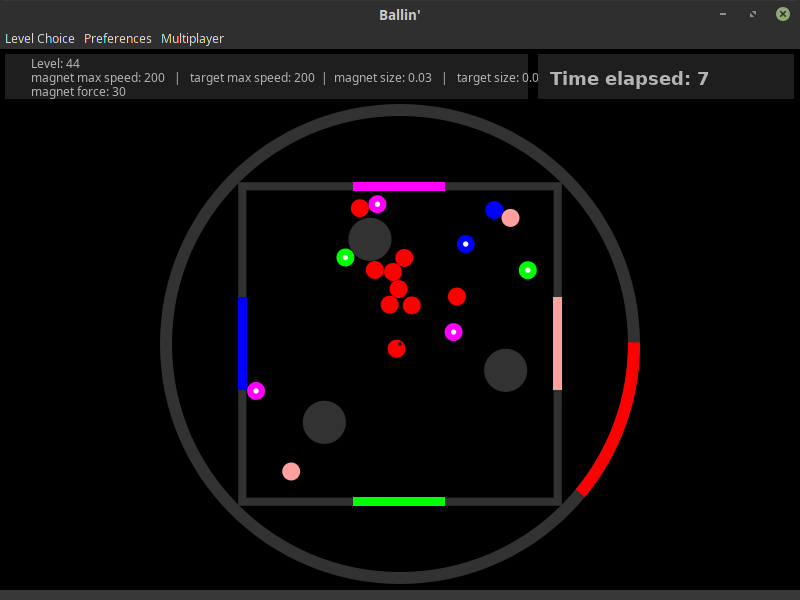 Ballin'
Level Choice Preferences Multiplayer
Level: 44
magnet max speed: 200 | target max speed: 200 | magnet size: 0.03 | target size: 0.0
magnet force: 30
Time elapsed: 7